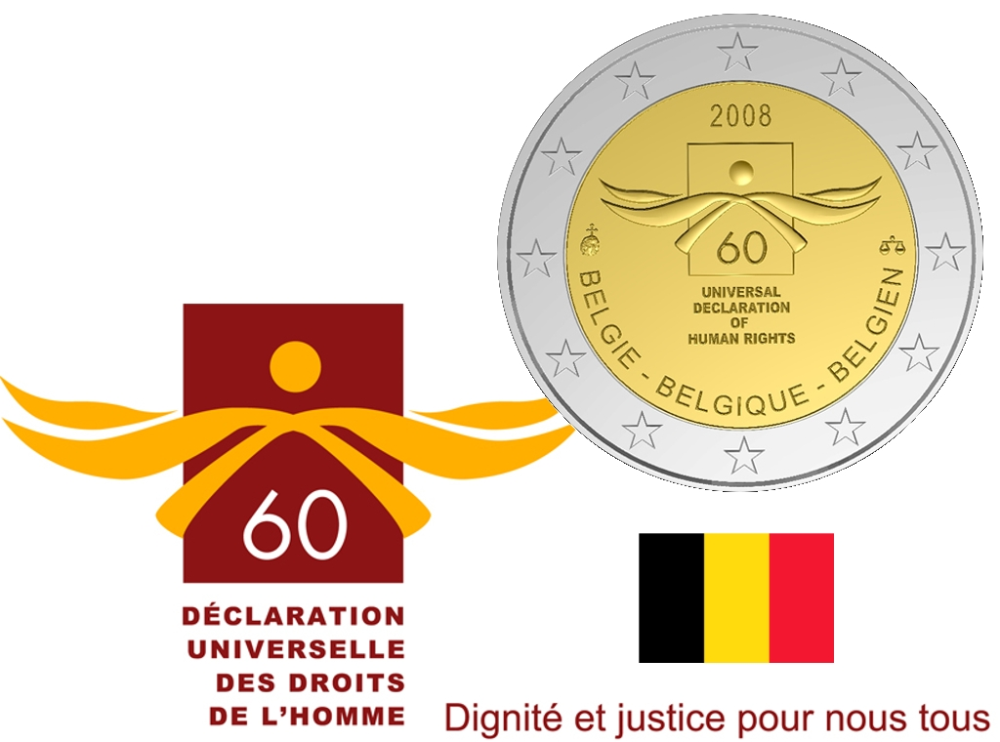 2008
60
UNIVERSAL
DECLARATION
OF
HUMAN RIGHTS
BELGIE - BELGIQUE - BELGIEN
60
DÉCLARATION
UNIVERSELLE
DES DROITS
DE L'HOMME
Dignité et justice pour nous tous